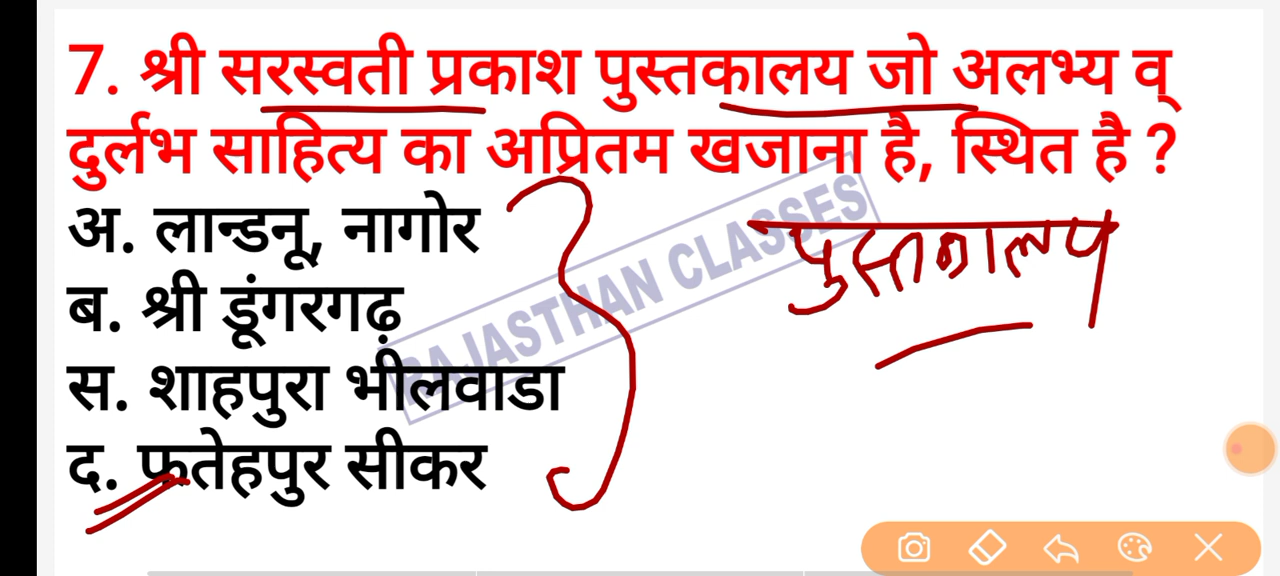 7. श्री सरस्वती प्रकाश पुस्तकालय जो अलभ्य व्
दुर्लभ साहित्य का अप्रितम खजाना है, स्थित है ?
अ. लान्डनू, नागोर
ब. श्री डूंगरगढ़
स. शाहपुरा भीलवाडा
द. फतेहपुर सीकर
पुस्तकालय
RAJASTHAN CLASSES